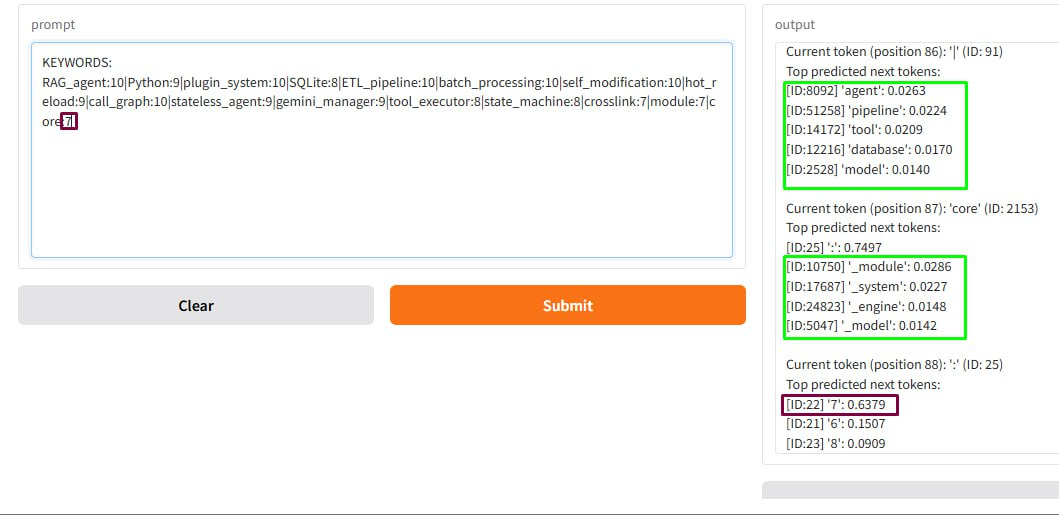 prompt
KEYWORDS:
RAG_agent:10|Python:9|plugin_system:10|SQLite:8|ETL_pipeline:10|batch_processing:10|self_modification:10|hot_r
eload:9|call_graph:10|stateless_agent:9|gemini_manager:9|tool_executor:8|state_machine:8|crosslink:7|module:7|c
ore:7
Clear
Submit
output
Current token (position 86): '|' (ID: 91)
Top predicted next tokens:
[ID:8092] 'agent': 0.0263
[ID:51258] 'pipeline': 0.0224
[ID:14172] 'tool': 0.0209
[ID:12216] 'database': 0.0170
[ID:2528] 'model': 0.0140
Current token (position 87): 'core' (ID: 2153)
Top predicted next tokens:
[ID:25] ':': 0.7497
[ID:10750] '_module': 0.0286
[ID:17687] '_system': 0.0227
[ID:24823] '_engine': 0.0148
[ID:5047] '_model': 0.0142
Current token (position 88): ':' (ID: 25)
Top predicted next tokens:
[ID:22] '7': 0.6379
[ID:21] '6': 0.1507
[ID:23] '8': 0.0909